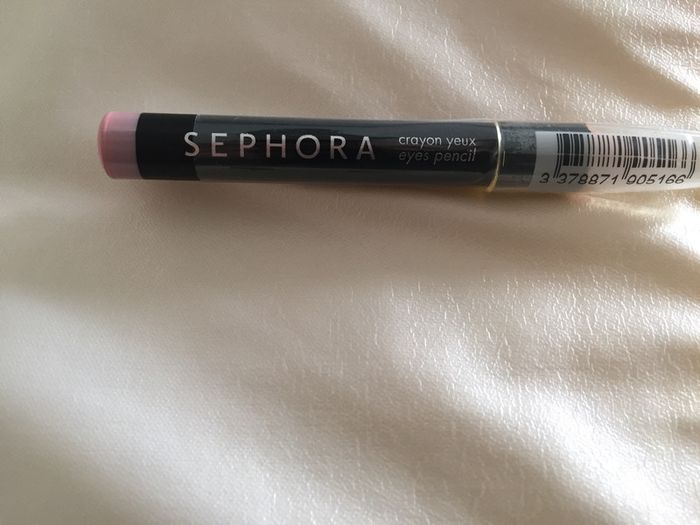 SEPHORA
crayon yeux
eyes pencil
3 378871 905166